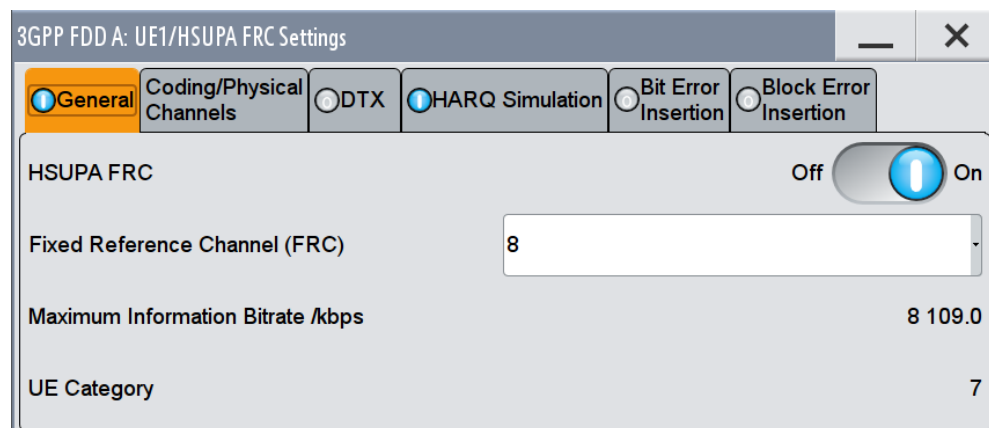 3GPP FDD A: UE1/HSUPA FRC Settings
General
Coding/Physical
Channels
DTX
HARQ Simulation
Bit Error
Insertion
Block Error
Insertion
HSUPA FRC
Off
On
Fixed Reference Channel (FRC)
8
Maximum Information Bitrate /kbps
8 109.0
UE Category
7